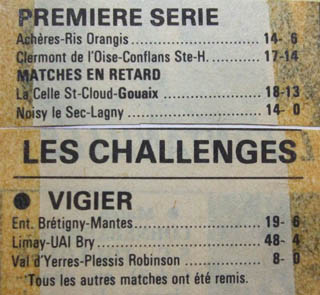 PREMIERE SERIE
Achères-Ris Orangis 14- 6
Clermont de l'Oise-Conflans Ste-H. 17-14
MATCHES EN RETARD
La Celle St-Cloud-Gouaix 18-13
Noisy le Sec-Lagny 14- 0
LES CHALLENGES
● VIGIER
Ent. Brétigny-Mantes 19- 6
Limay-UAI Bry 48- 4
Val d'Yerres-Plessis Robinson 8- 0
Tous les autres matches ont été remis.